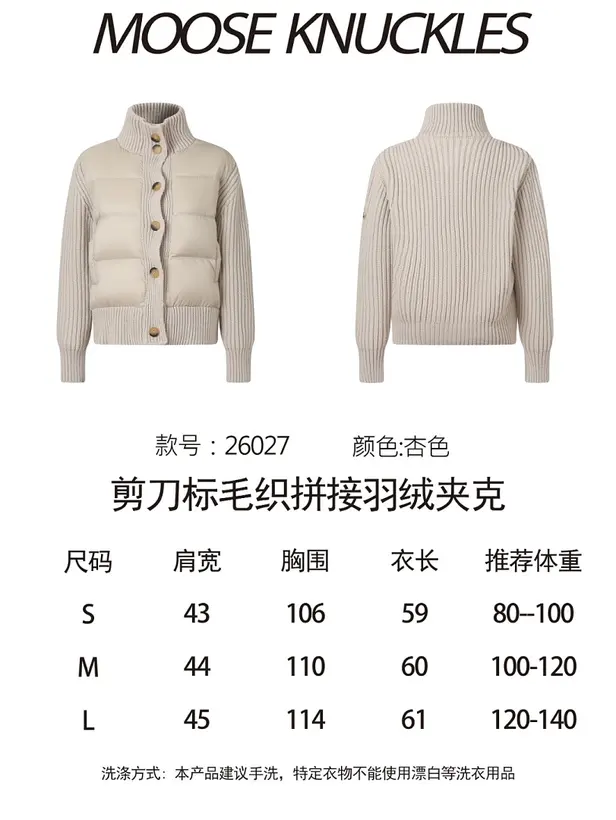 MOOSE KNUCKLES
款号：26027 颜色:杏色
剪刀标毛织拼接羽绒夹克
尺码 肩宽 胸围 衣长 推荐体重
S 43 106 59 80--100
M 44 110 60 100-120
L 45 114 61 120-140
洗涤方式：本产品建议手洗，特定衣物不能使用漂白等洗衣用品